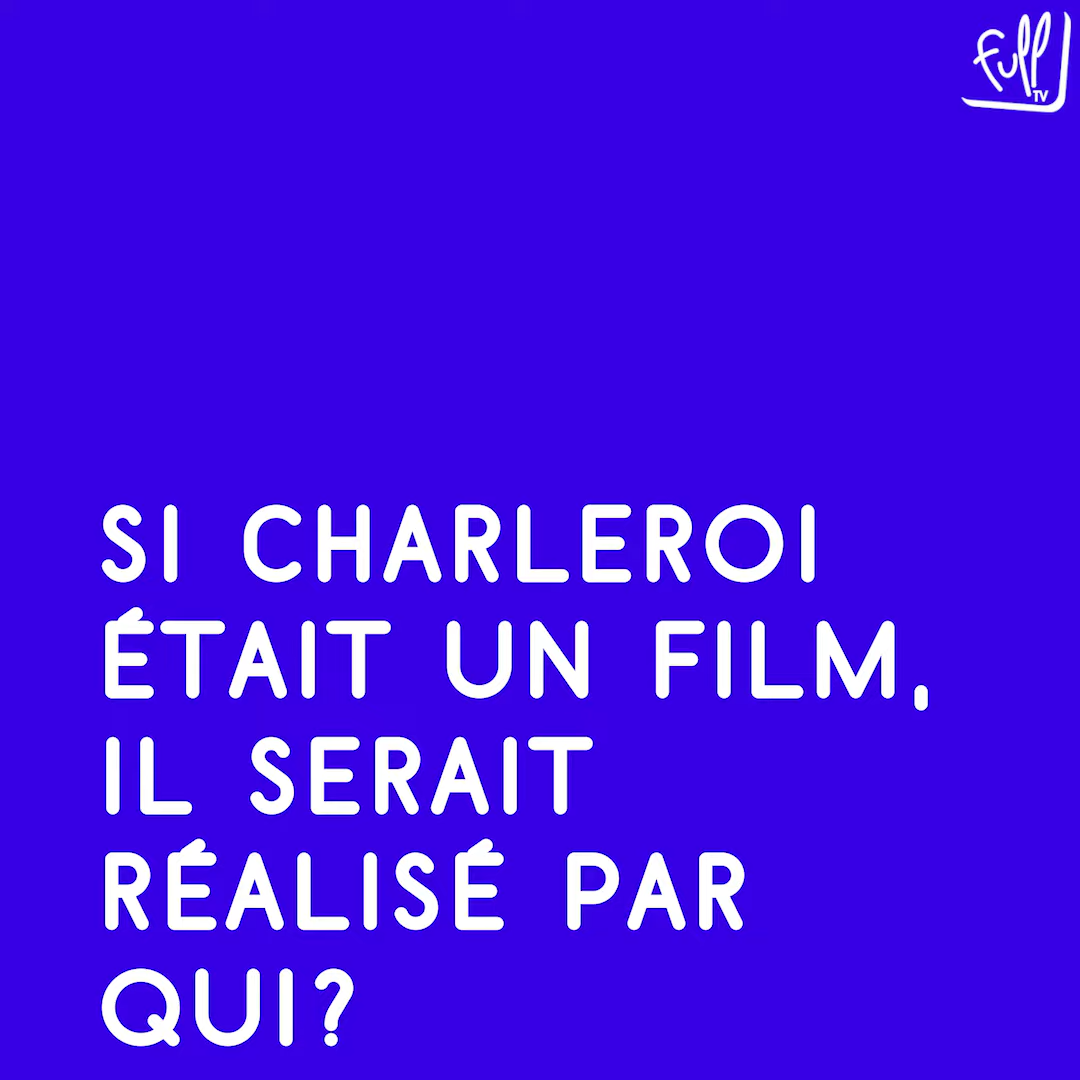 Full
TV
SI CHARLEROI
ÉTAIT UN FILM,
IL SERAIT
RÉALISÉ PAR
QUI?